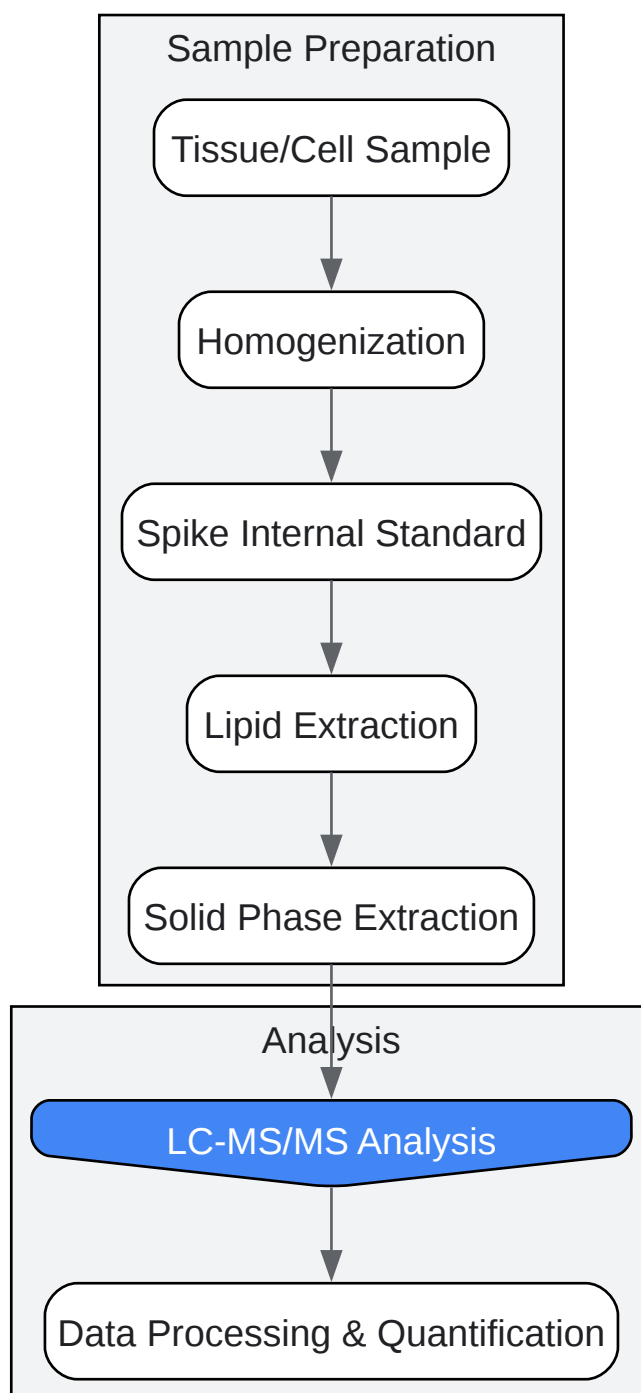 Sample Preparation
Tissue/Cell Sample
Homogenization
Spike Internal Standard
Lipid Extraction
Solid Phase Extraction
Analysis
LC-MS/MS Analysis
Data Processing & Quantification